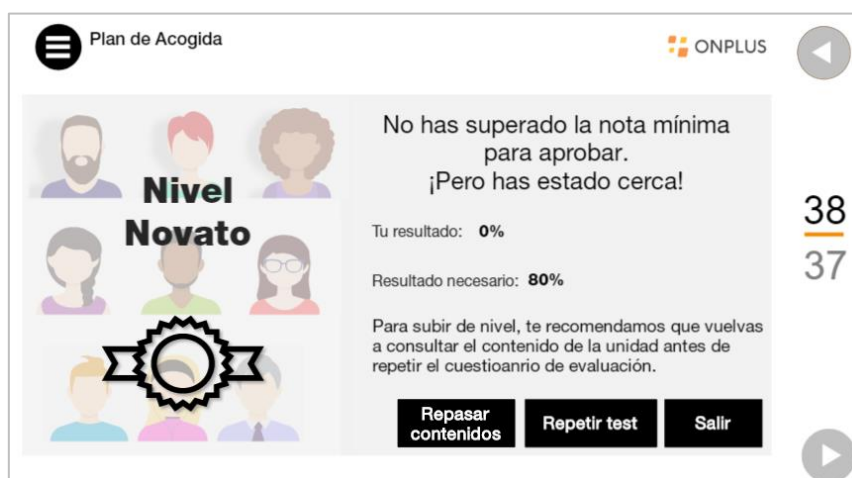 Plan de Acogida
ONPLUS
Nivel
Novato
No has superado la nota mínima
para aprobar.
¡Pero has estado cerca!
Tu resultado: 0%
Resultado necesario: 80%
Para subir de nivel, te recomendamos que vuelvas
a consultar el contenido de la unidad antes de
repetir el cuestioanrio de evaluación.
Repasar
contenidos
Repetir test
Salir
38
37